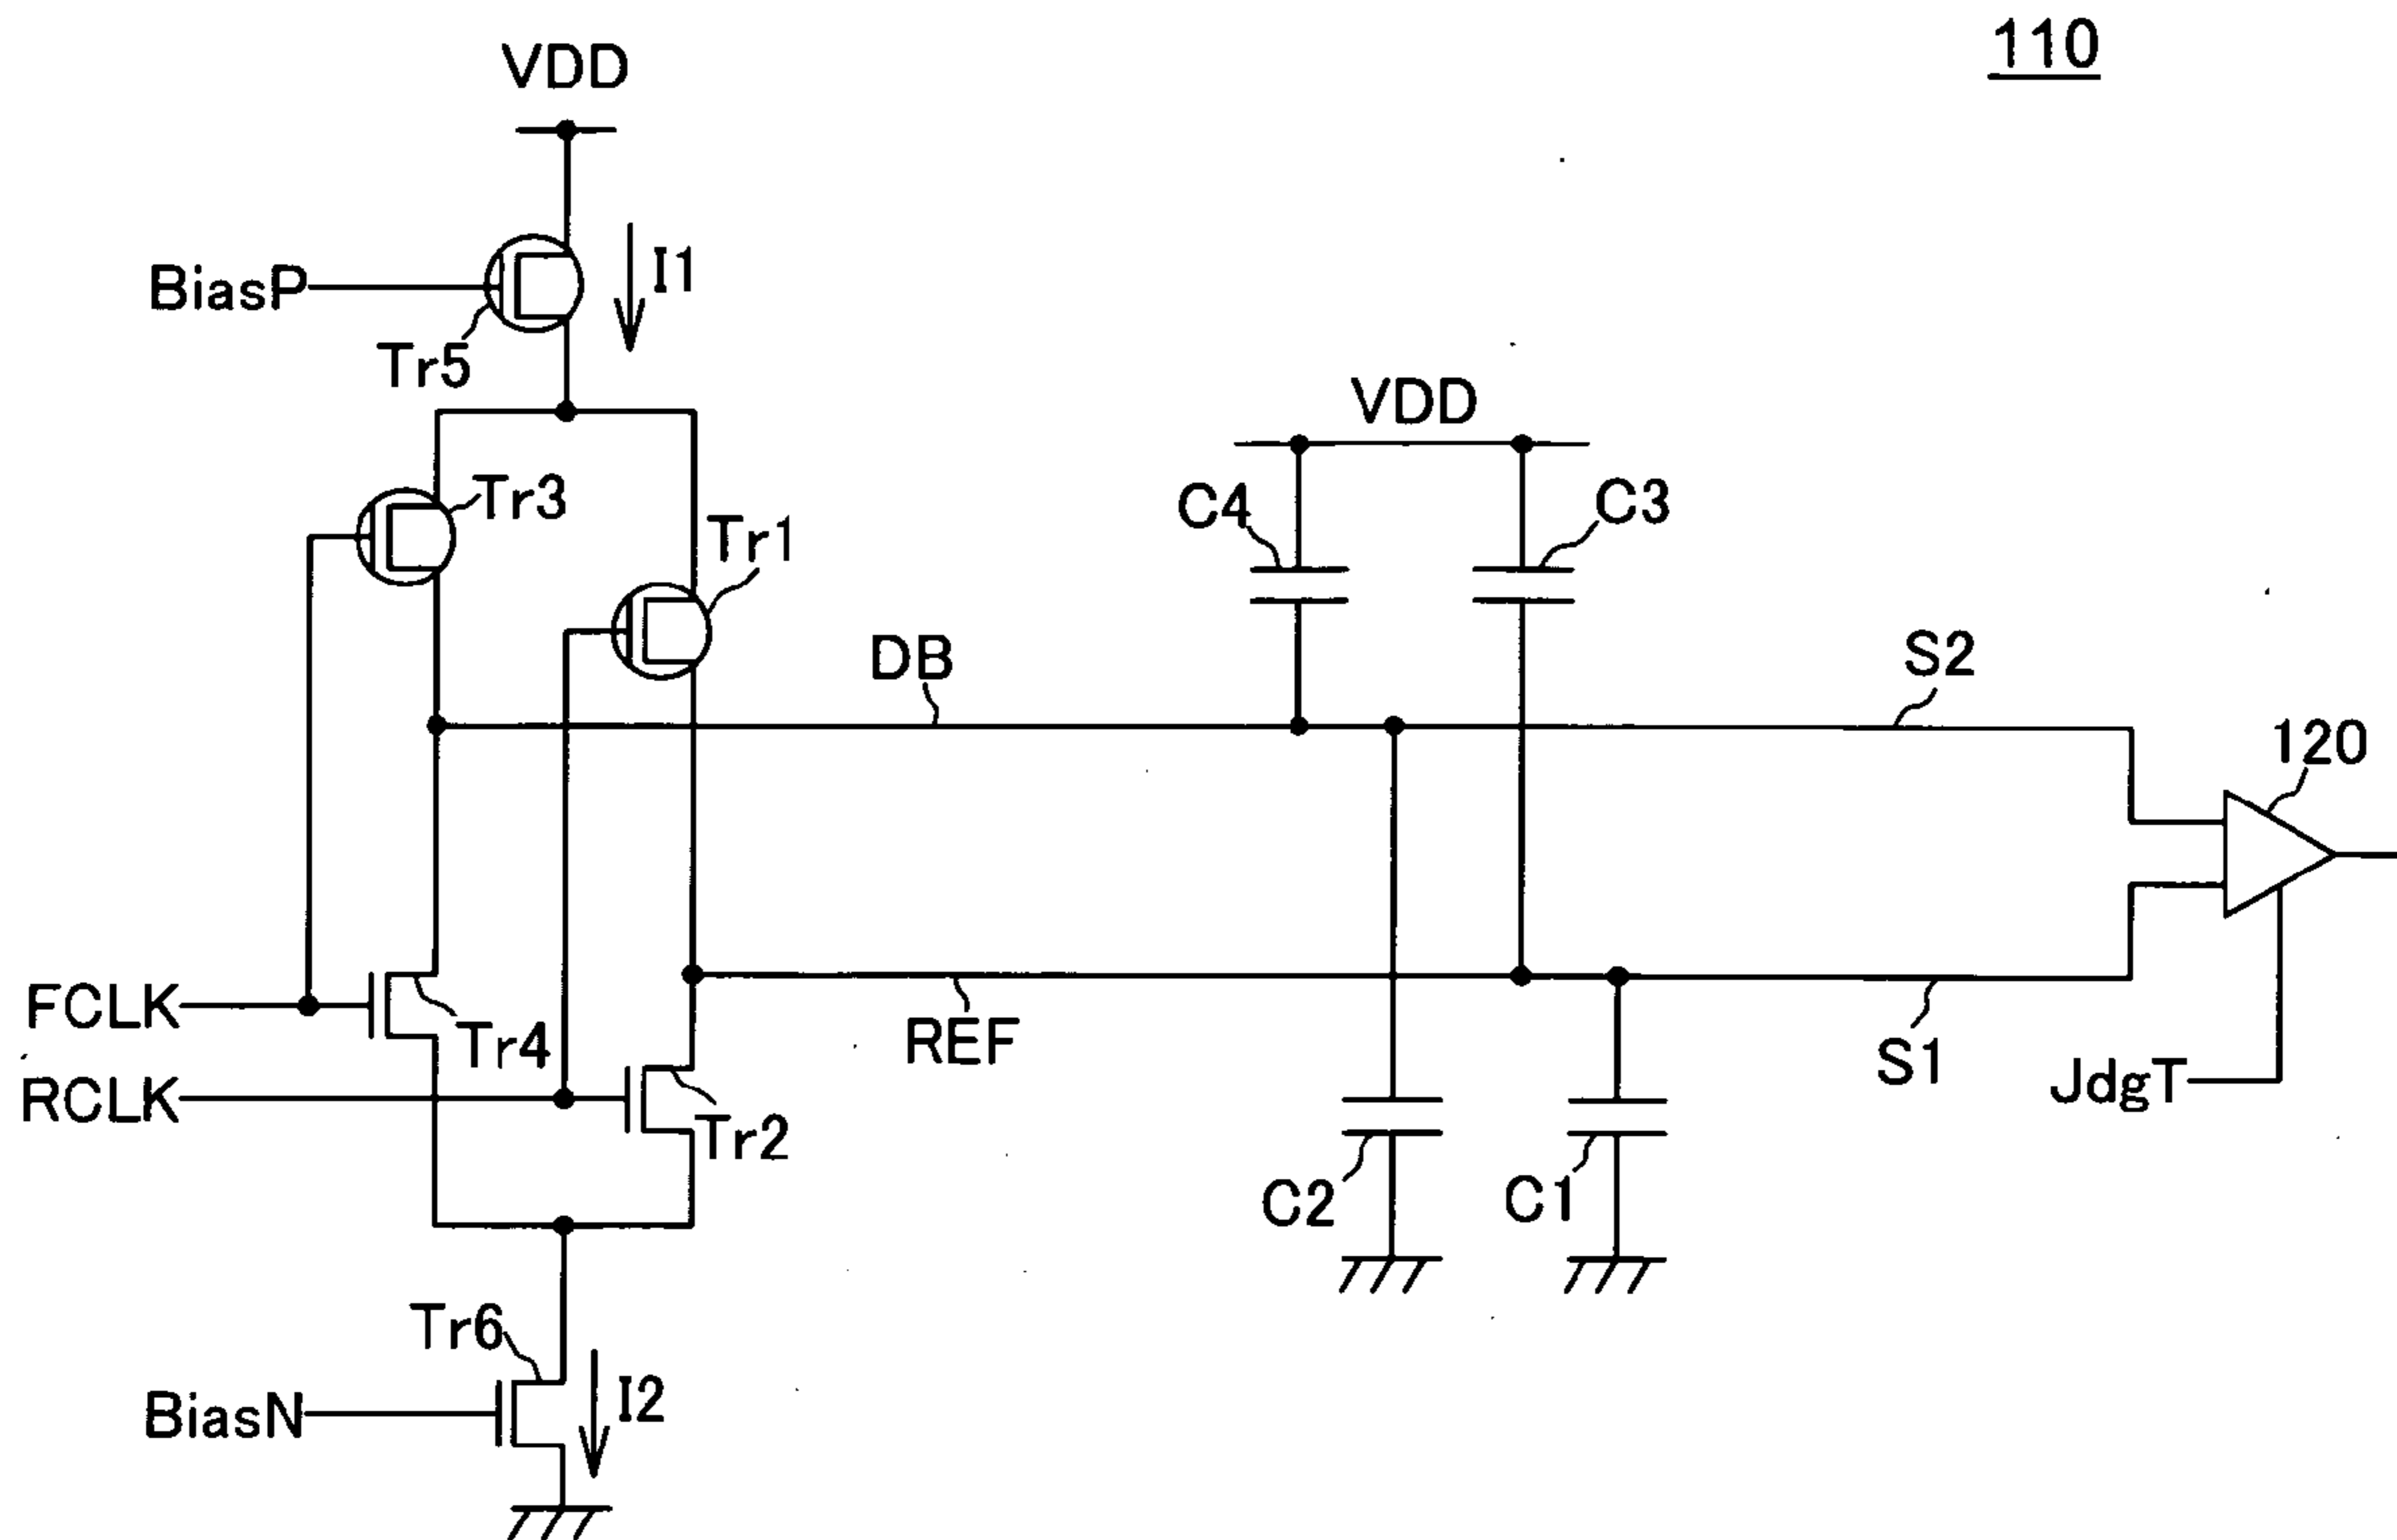 110
VDD
BiasP
I1
Tr5
VDD
Tr3
C4
C3
Tr1
DB
S2
120
FCLK
Tr4
REF
S1
JdgT
RCLK
Tr2
C2
C1
Tr6
BiasN
I2